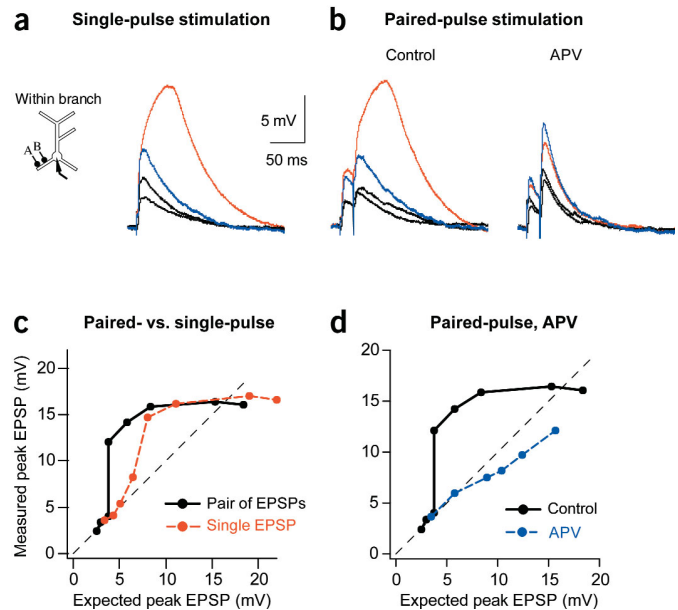 a
Single-pulse stimulation
b
Paired-pulse stimulation
Control
APV
Within branch
A
B
5 mV
50 ms
c
Paired- vs. single-pulse
Measured peak EPSP (mV)
20
15
10
5
0
Pair of EPSPs
Single EPSP
0 5 10 15 20
Expected peak EPSP (mV)
d
Paired-pulse, APV
20
15
10
5
0
Control
APV
0 5 10 15 20
Expected peak EPSP (mV)